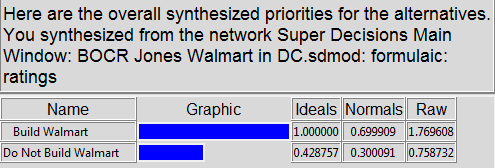 Here are the overall synthesized priorities for the alternatives.
You synthesized from the network Super Decisions Main
Window: BOCR Jones Walmart in DC.sdmod: formulaic:
ratings
Name Graphic Ideals Normals Raw
Build Walmart 1.000000 0.699909 1.769608
Do Not Build Walmart 0.428757 0.300091 0.758732